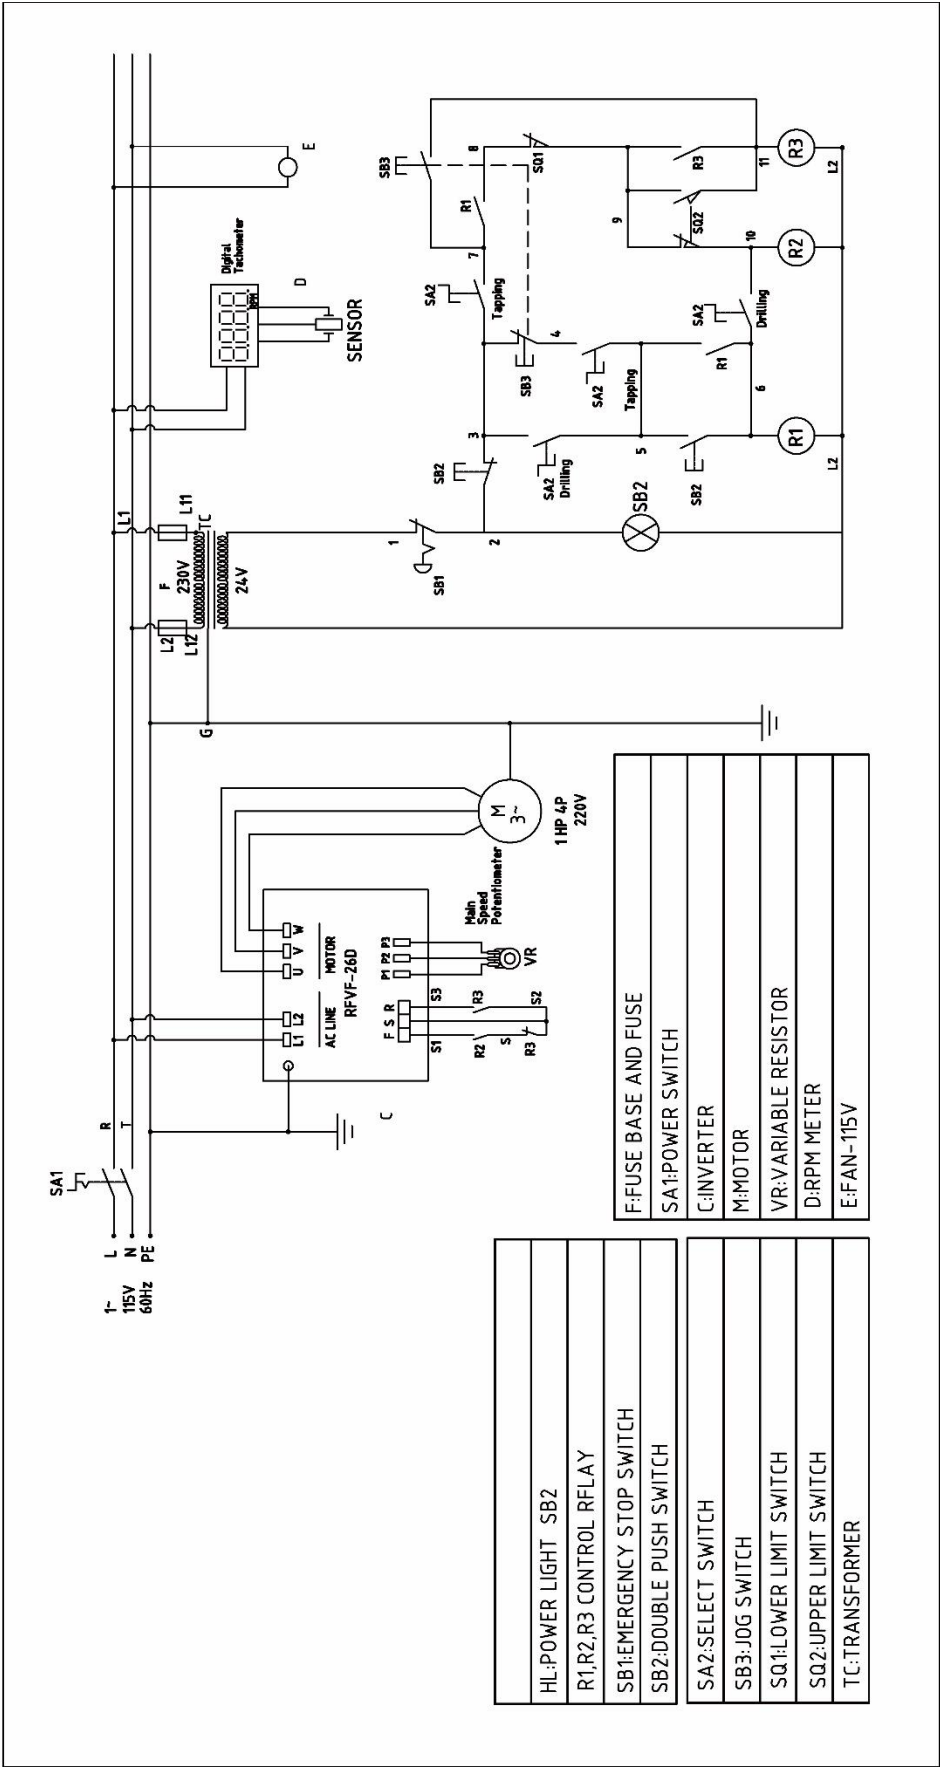 1~
115V
60Hz
L
N
PE
SA1
R
T
C
L1
L2
U
V
W
AC LINE
MOTOR
RFVF-26D
F
S
R
P1
P2
P3
S1
S3
R2
R3
S
R3
S2
VR
Main
Speed
Potentiometer
M
3~
1 HP 4P
220V
G
L2
L12
F
L1
L11
TC
230V
24V
1
SB1
2
SB2
SB2
3
SA2
Drilling
5
SB2
R1
L2
SB3
4
SA2
Tapping
R1
6
SA2
Tapping
7
R1
8
SB3
SQ1
9
SQ2
R3
10
SA2
Drilling
R2
11
R3
L2
Digital
Tachometer
RPM
D
SENSOR
E
HL:POWER LIGHT SB2
R1,R2,R3 CONTROL RFLAY
SB1:EMERGENCY STOP SWITCH
SB2:DOUBLE PUSH SWITCH
SA2:SELECT SWITCH
SB3:JOG SWITCH
SQ1:LOWER LIMIT SWITCH
SQ2:UPPER LIMIT SWITCH
TC:TRANSFORMER
F:FUSE BASE AND FUSE
SA1:POWER SWITCH
C:INVERTER
M:MOTOR
VR:VARIABLE RESISTOR
D:RPM METER
E:FAN-115V